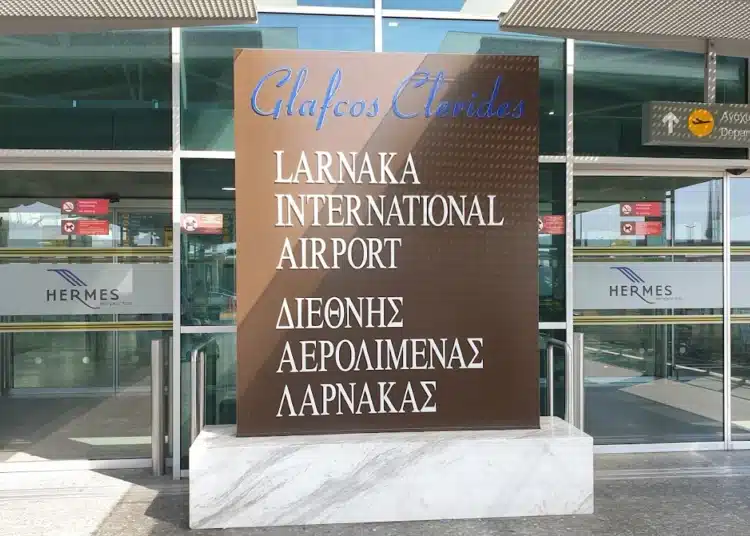 Glafcos Clerides
LARNAKA
INTERNATIONAL
AIRPORT
ΔΙΕΘΝΗΣ
ΑΕΡΟΛΙΜΕΝΑΣ
ΛΑΡΝΑΚΑΣ
HERMES
HERMES